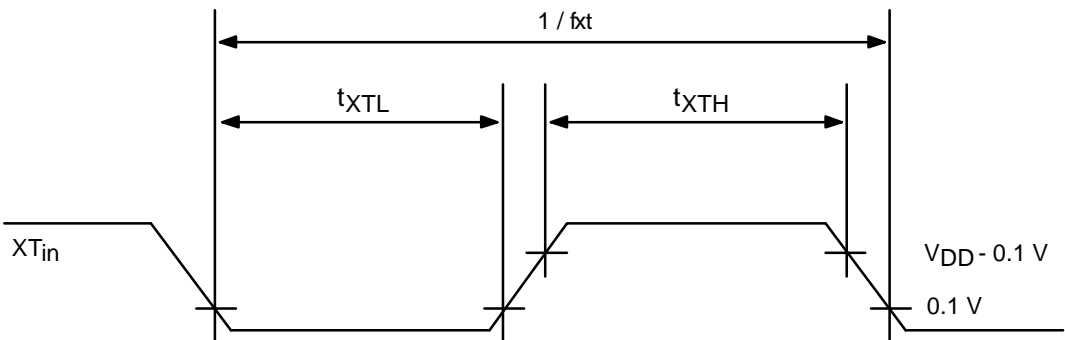 1 / fxt
tXTL
tXTH
XTin
VDD - 0.1 V
0.1 V